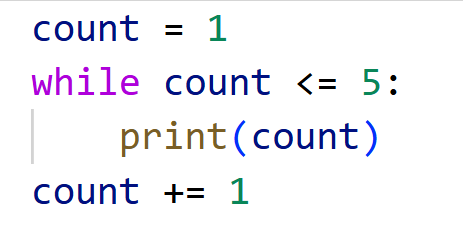 count = 1
while count <= 5:
    print(count)
count += 1